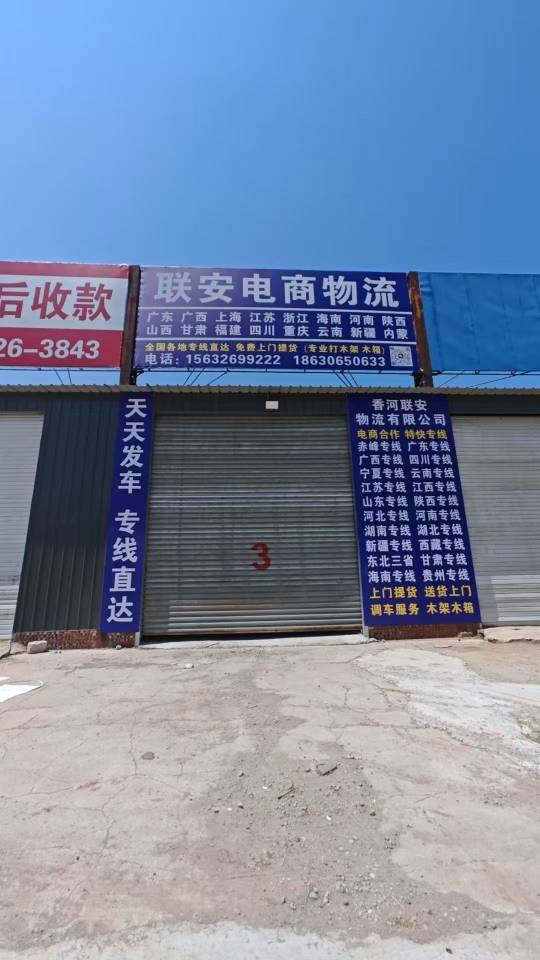 后收款
26-3843
联安电商物流
广东 广西 上海 江苏 浙江 海南 河南 陕西
山西 甘肃 福建 四川 重庆 云南 新疆 内蒙
全国各地专线直达 免费上门提货（专业打木架 木箱）
电话：15632699222 18630650633
天天发车 专线直达
3
香河联安
物流有限公司
电商合作 特快专线
赤峰专线 广东专线
广西专线 四川专线
宁夏专线 云南专线
江苏专线 江西专线
山东专线 陕西专线
河北专线 河南专线
湖南专线 湖北专线
新疆专线 西藏专线
东北三省 甘肃专线
海南专线 贵州专线
上门提货 送货上门
调车服务 木架木箱